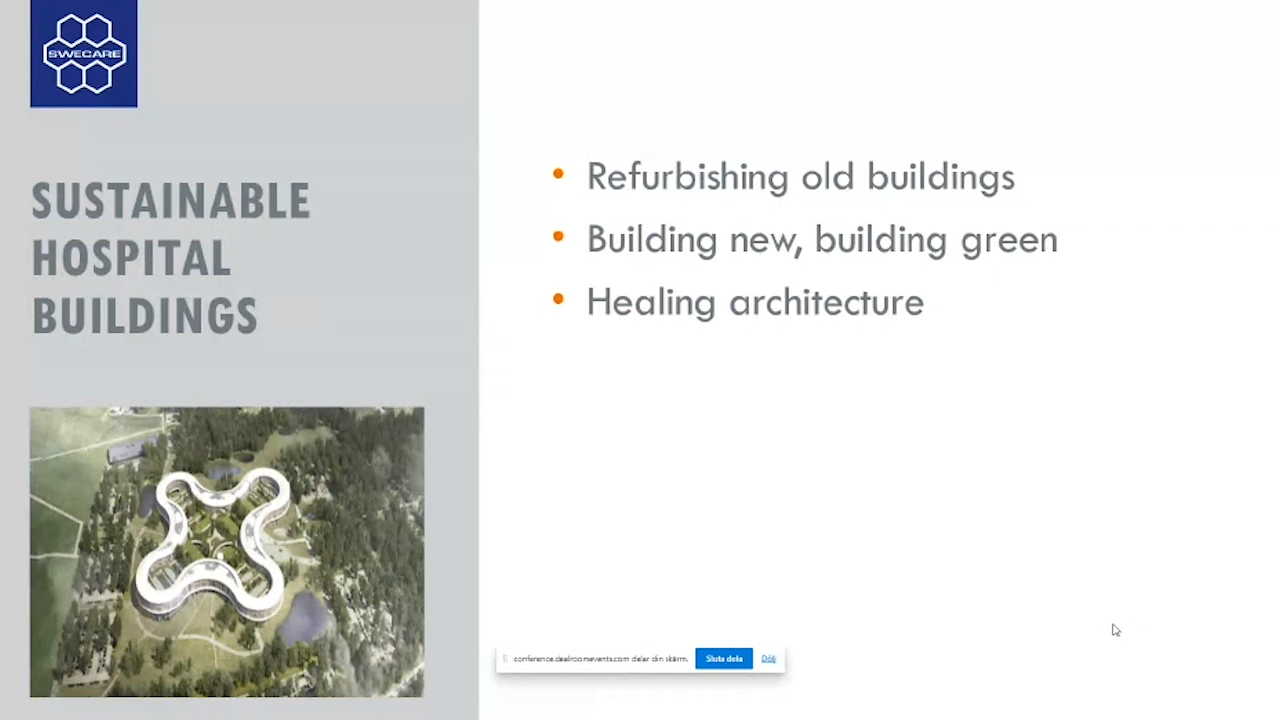 SWECARE
SUSTAINABLE
HOSPITAL
BUILDINGS
• Refurbishing old buildings
• Building new, building green
• Healing architecture
conference.dealroomevents.com delar din skärm. Sluta dela Dölj